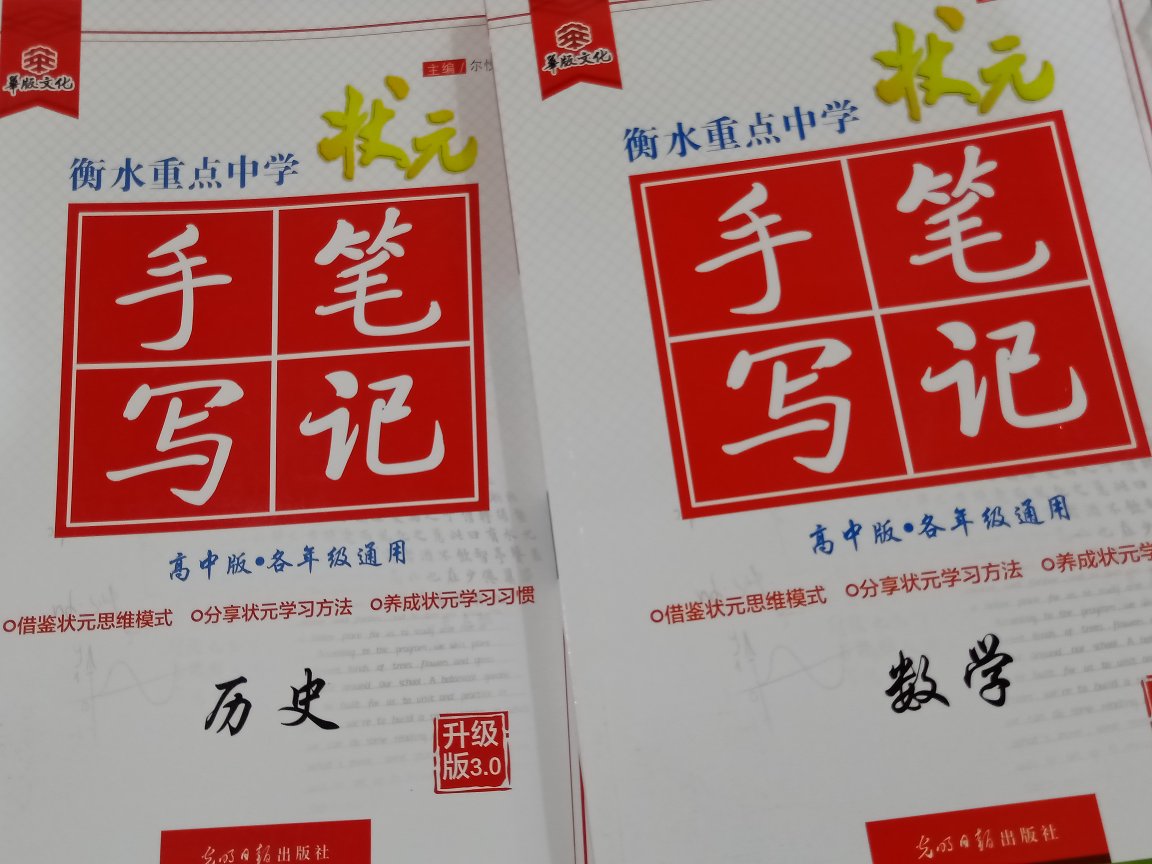 華版文化
主编/尔
衡水重点中学
状元
手笔
写记
高中版•各年级通用
借鉴状元思维模式 分享状元学习方法 养成状元学习习惯
历史
升级
版3.0
光明日报出版社
華版文化
衡水重点中学
状元
手笔
写记
高中版•各年级通用
借鉴状元思维模式 分享状元学习方法 养成状元学
数学
光明日报出版社